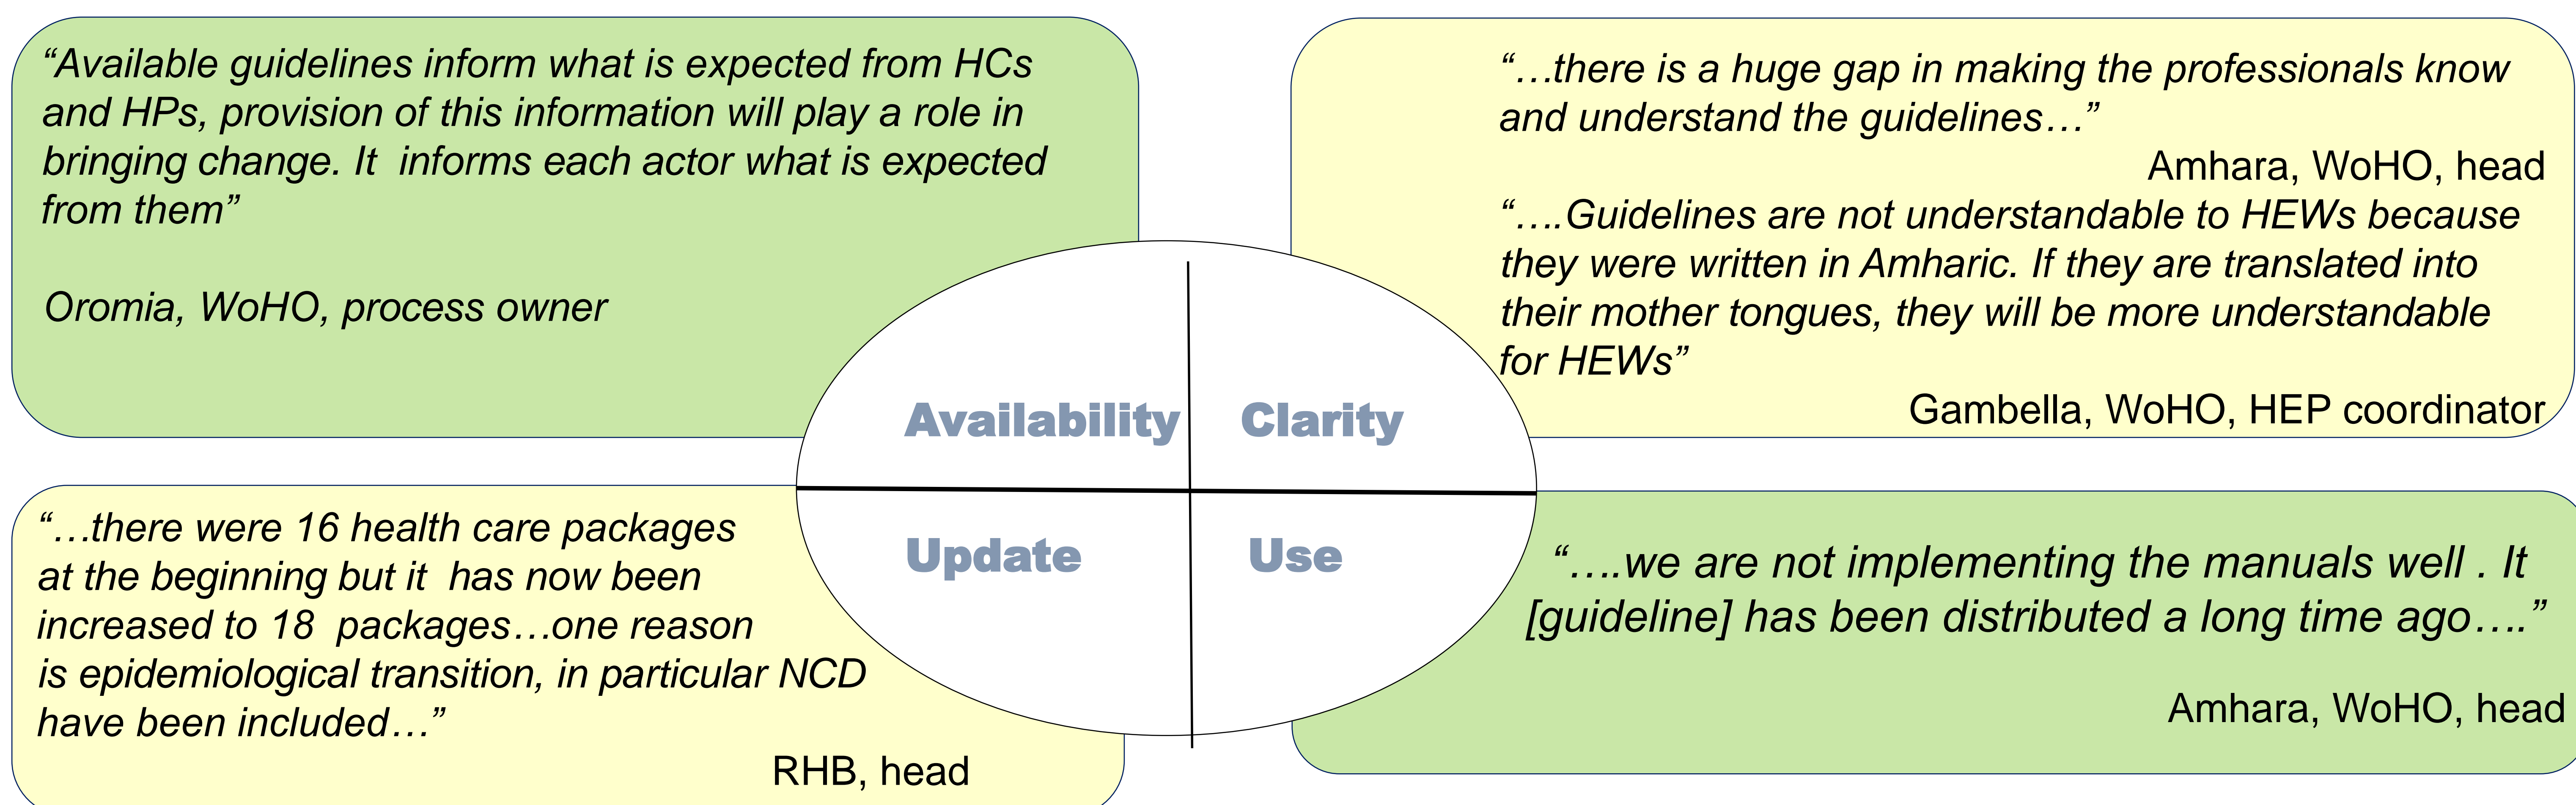 “Available guidelines inform what is expected from HCs
and HPs, provision of this information will play a role in
bringing change. It  informs each actor what is expected
from them”
Oromia, WoHO, process owner
“…there is a huge gap in making the professionals know
and understand the guidelines…”
Amhara, WoHO, head
“….Guidelines are not understandable to HEWs because
they were written in Amharic. If they are translated into
their mother tongues, they will be more understandable
for HEWs”
Gambella, WoHO, HEP coordinator
Availability
Clarity
Update
Use
“…there were 16 health care packages
at the beginning but it  has now been
increased to 18  packages…one reason
is epidemiological transition, in particular NCD
have been included…”
RHB, head
“….we are not implementing the manuals well . It
[guideline] has been distributed a long time ago….”
Amhara, WoHO, head